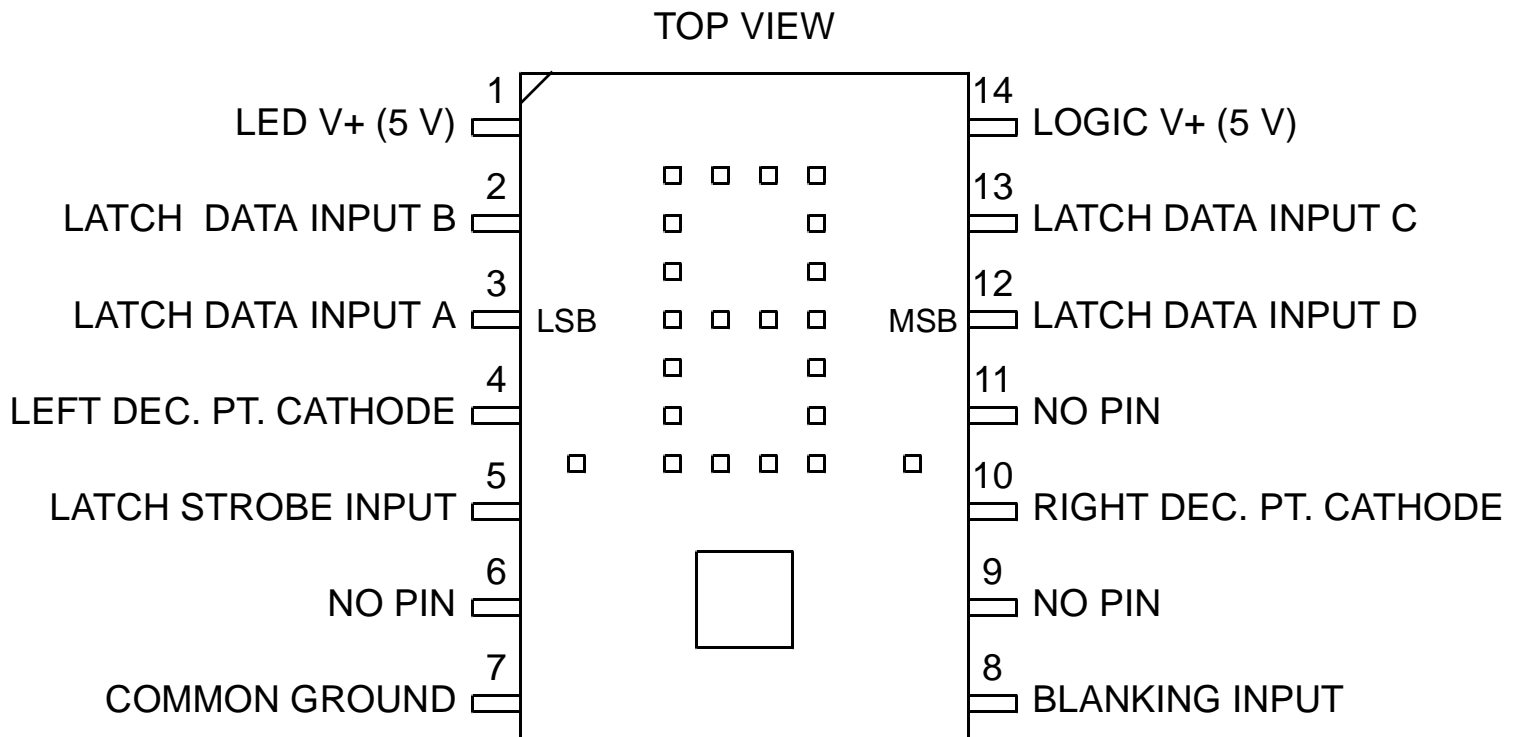 TOP VIEW
1 14
LED V+ (5 V) LOGIC V+ (5 V)
2 13
LATCH DATA INPUT B LATCH DATA INPUT C
3 12
LATCH DATA INPUT A LSB MSB LATCH DATA INPUT D
4 11
LEFT DEC. PT. CATHODE NO PIN
5 10
LATCH STROBE INPUT RIGHT DEC. PT. CATHODE
6 9
NO PIN NO PIN
7 8
COMMON GROUND BLANKING INPUT